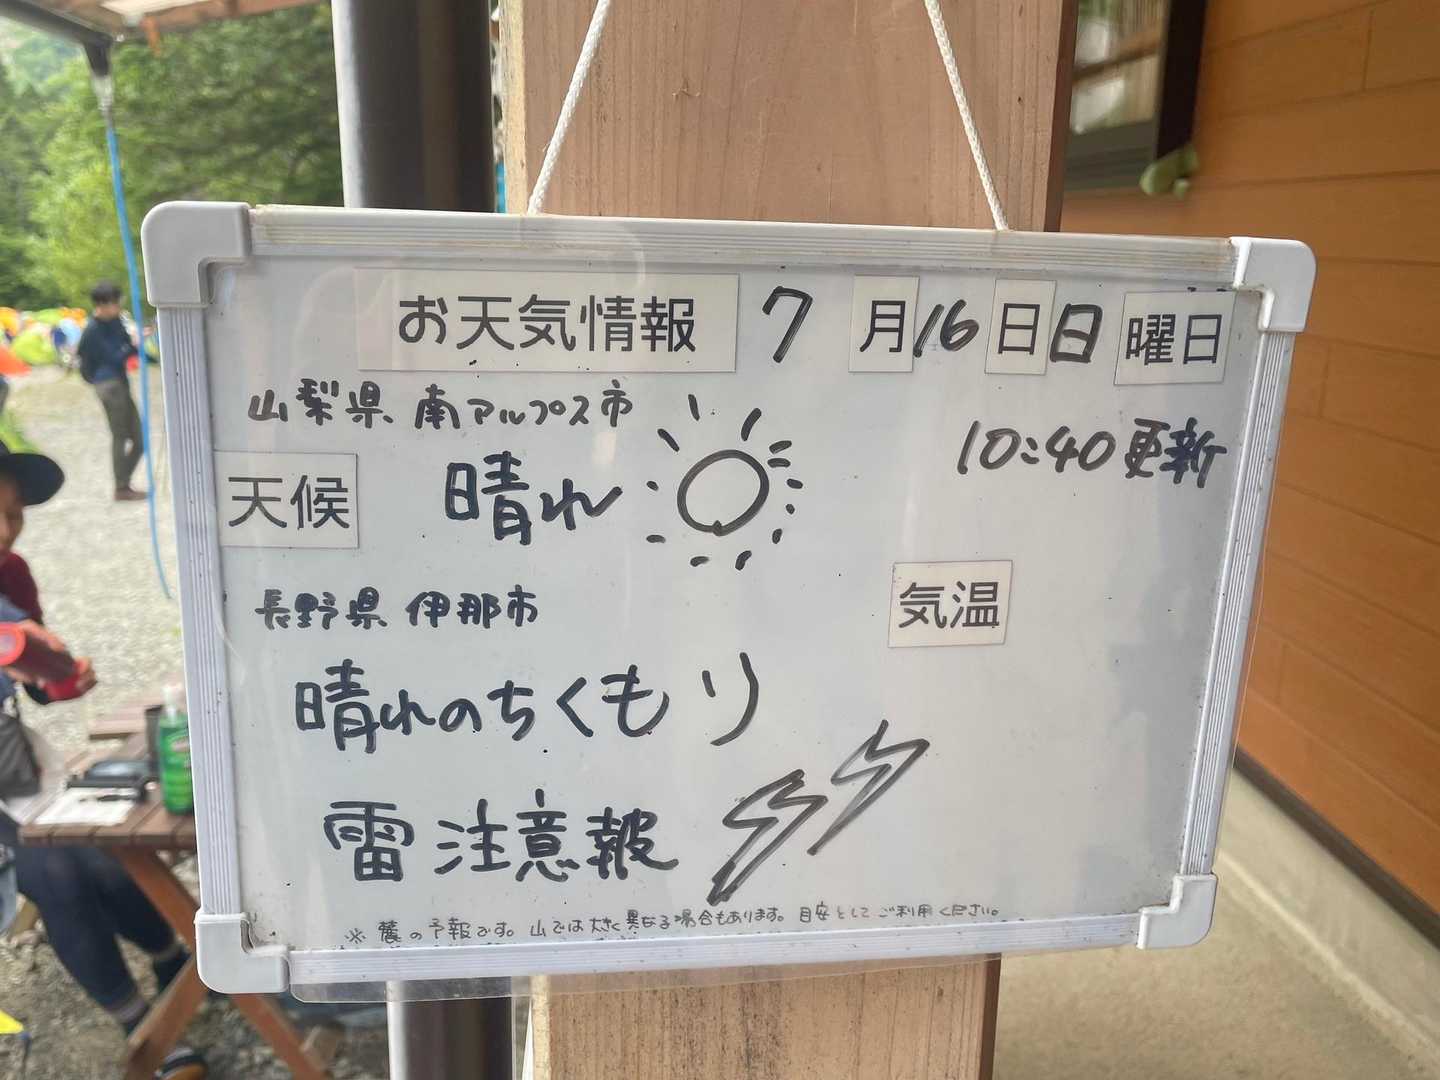 お天気情報 7月16日日曜日
山梨県 南アルプス市
10:40更新
天候 晴れ
長野県 伊那市
気温
晴れのちくもり
雷注意報
※ 麓の予報です。山では大きく異なる場合もあります。目安としてご利用ください。